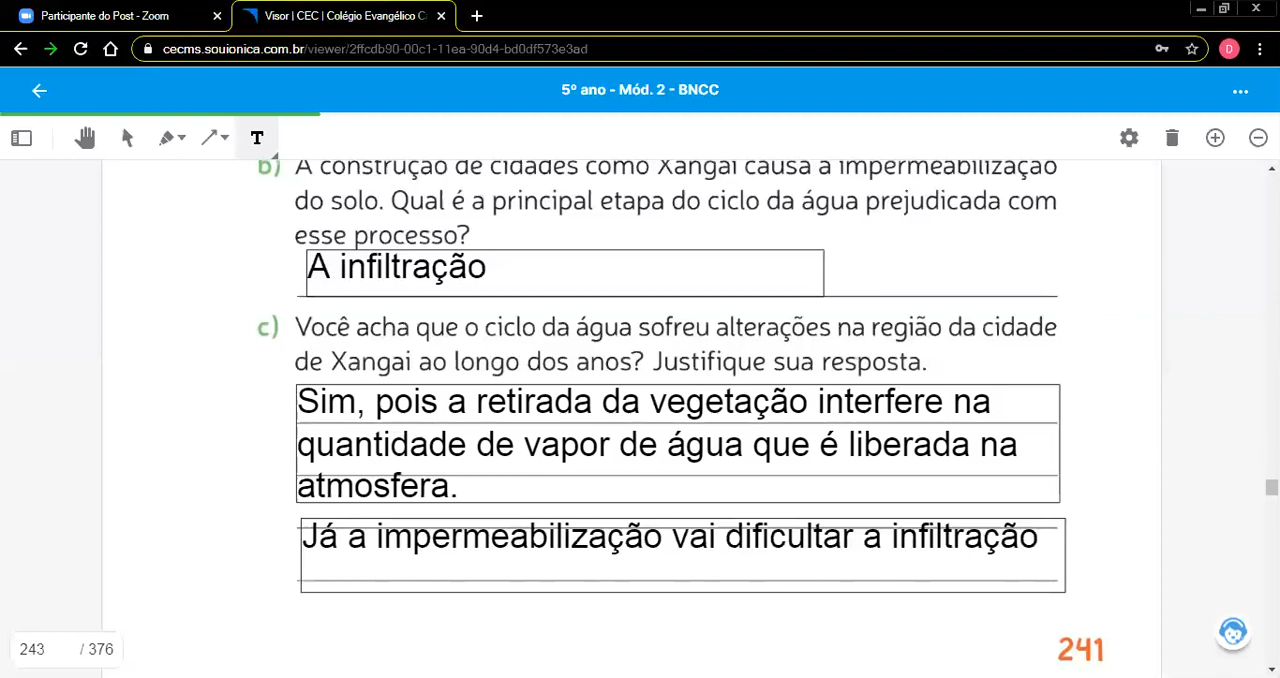 Participante do Post - Zoom
Visor | CEC | Colégio Evangélico C
cecms.souionica.com.br/viewer/2ffcdb90-00c1-11ea-90d4-bd0df573e3ad
D
5º ano - Mód. 2 - BNCC
T
b) A construção de cidades como Xangai causa a impermeabilização
do solo. Qual é a principal etapa do ciclo da água prejudicada com
esse processo?
A infiltração
c) Você acha que o ciclo da água sofreu alterações na região da cidade
de Xangai ao longo dos anos? Justifique sua resposta.
Sim, pois a retirada da vegetação interfere na
quantidade de vapor de água que é liberada na
atmosfera.
Já a impermeabilização vai dificultar a infiltração
243 / 376
241